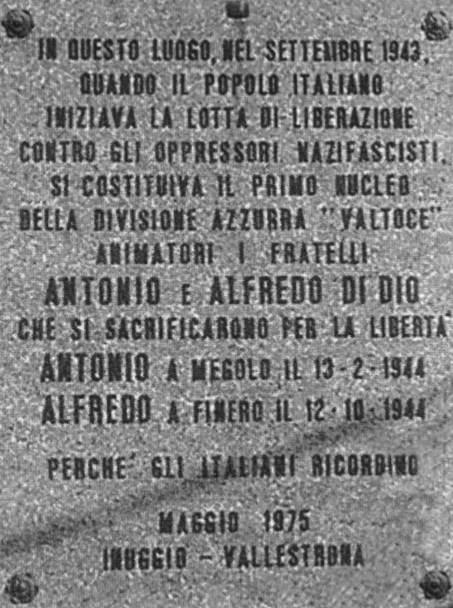 IN QUESTO LUOGO, NEL SETTEMBRE 1943,
QUANDO IL POPOLO ITALIANO
INIZIAVA LA LOTTA DI LIBERAZIONE
CONTRO GLI OPPRESSORI NAZIFASCISTI,
SI COSTITUIVA IL PRIMO NUCLEO
DELLA DIVISIONE AZZURRA "VALTOCE"
ANIMATORI I FRATELLI
ANTONIO E ALFREDO DI DIO
CHE SI SACRIFICARONO PER LA LIBERTA'
ANTONIO A MEGOLO IL 13-2-1944
ALFREDO A FINERO IL 12-10-1944
PERCHE' GLI ITALIANI RICORDINO
MAGGIO 1975
INUGGIO - VALLESTRONA